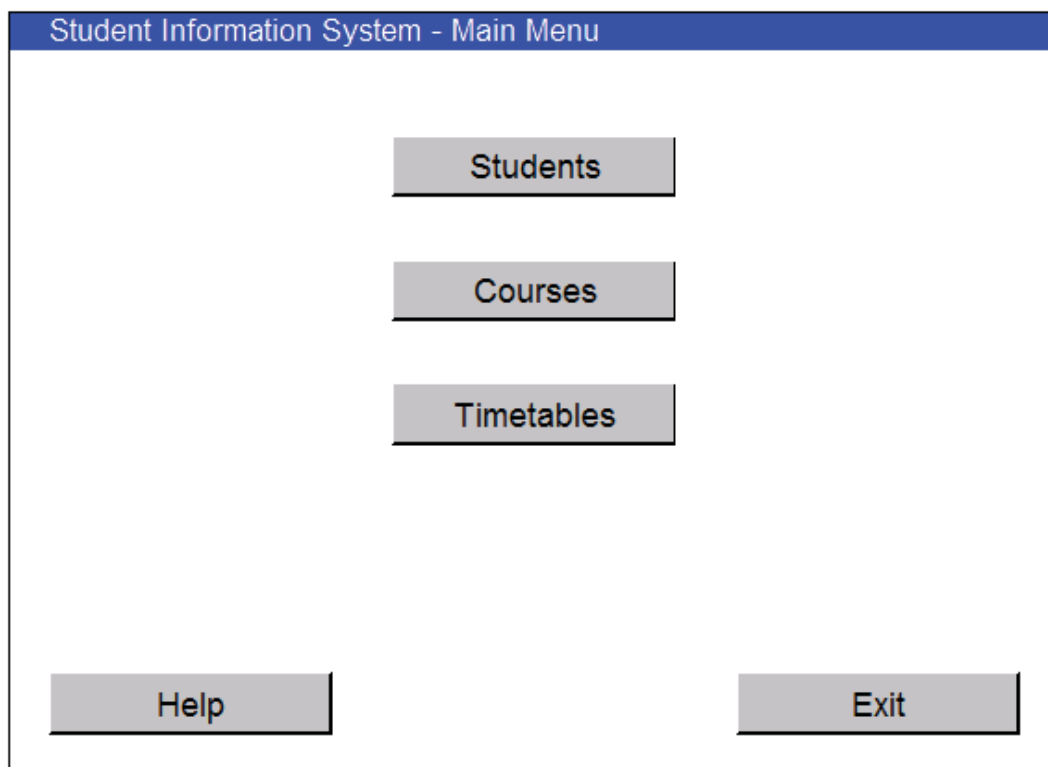 Student Information System - Main Menu
Students
Courses
Timetables
Help
Exit